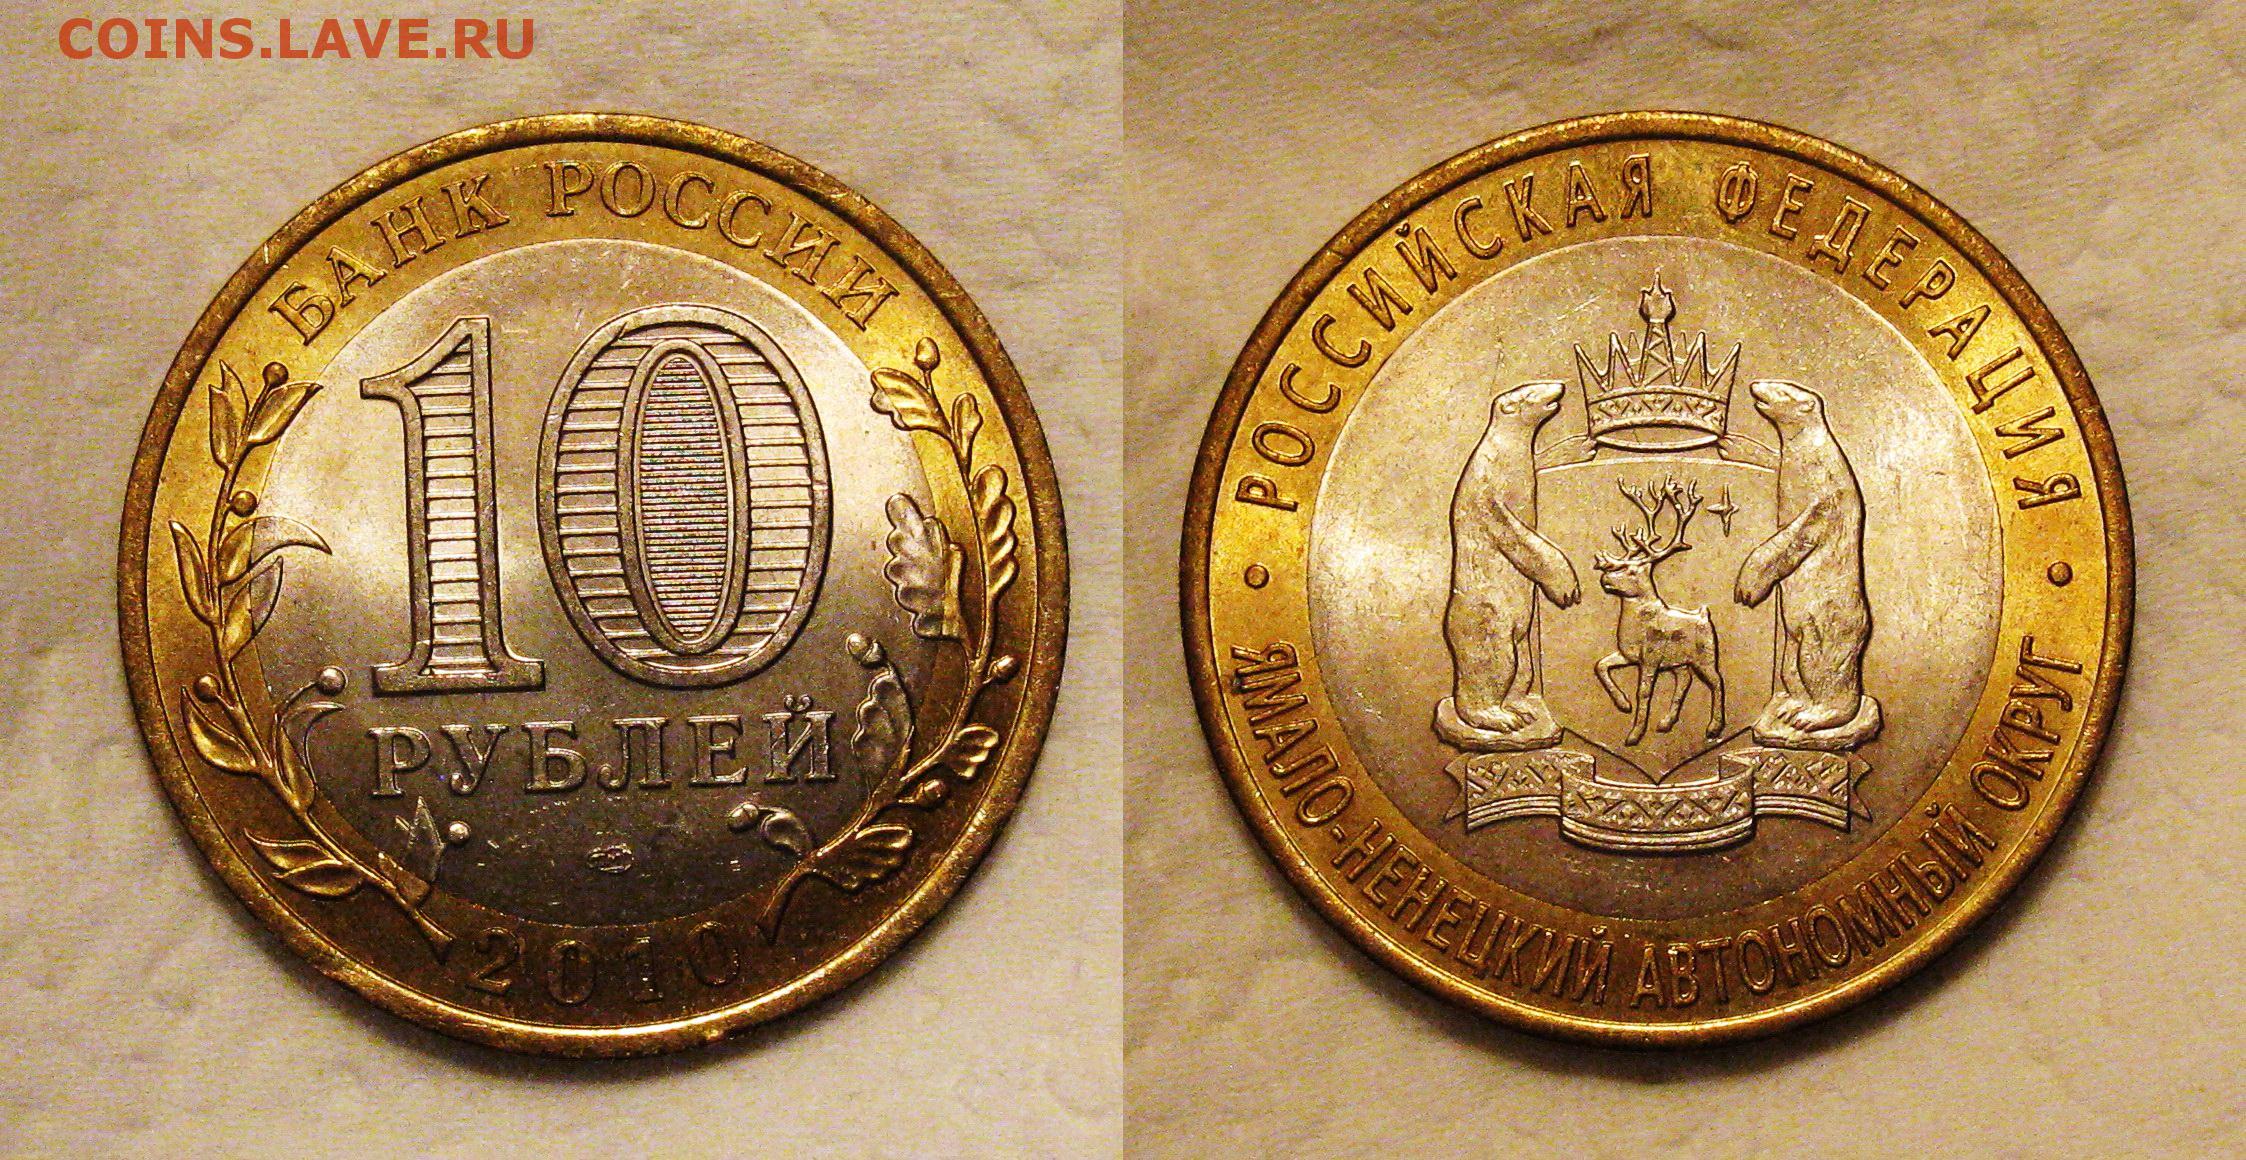 COINS.LAVE.RU
БАНК РОССИИ
10
РУБЛЕЙ
2010
РОССИЙСКАЯ ФЕДЕРАЦИЯ
ЯМАЛО-НЕНЕЦКИЙ АВТОНОМНЫЙ ОКРУГ